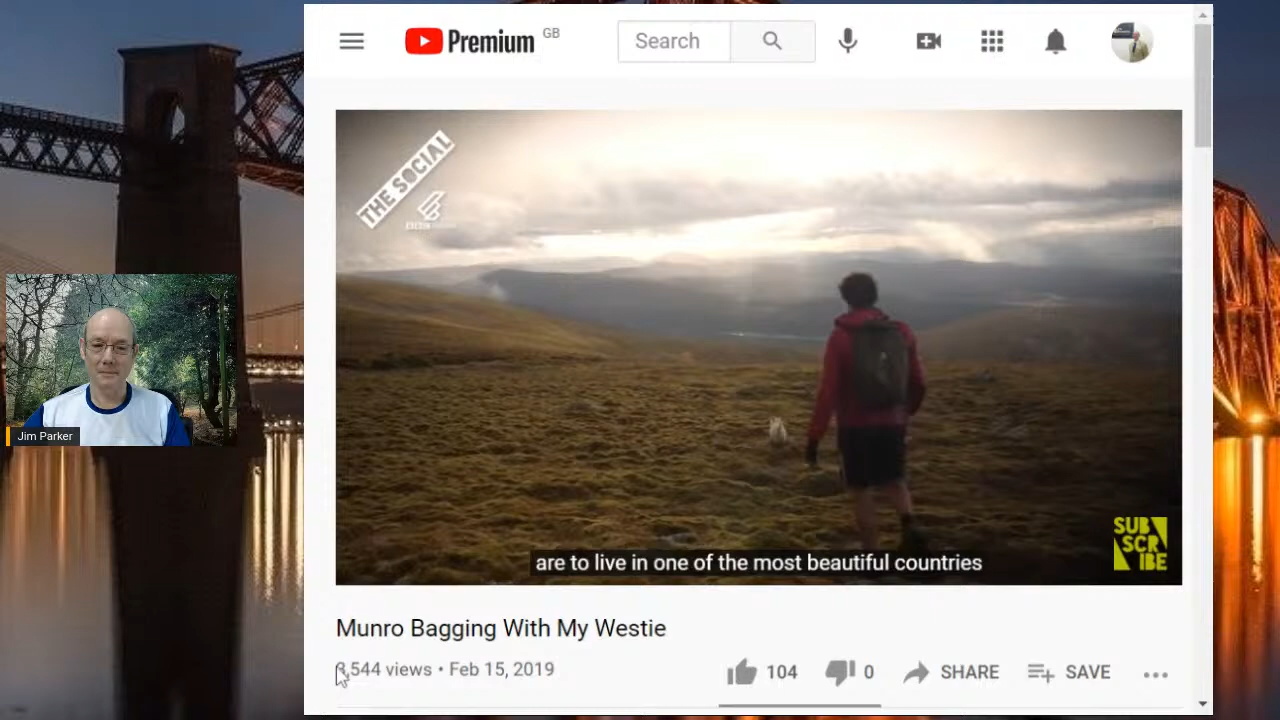 Premium GB
Search
THE SOCIAL
BBC
are to live in one of the most beautiful countries
SUB
SCR
IBE
Munro Bagging With My Westie
,544 views • Feb 15, 2019
104
0
SHARE
SAVE
Jim Parker